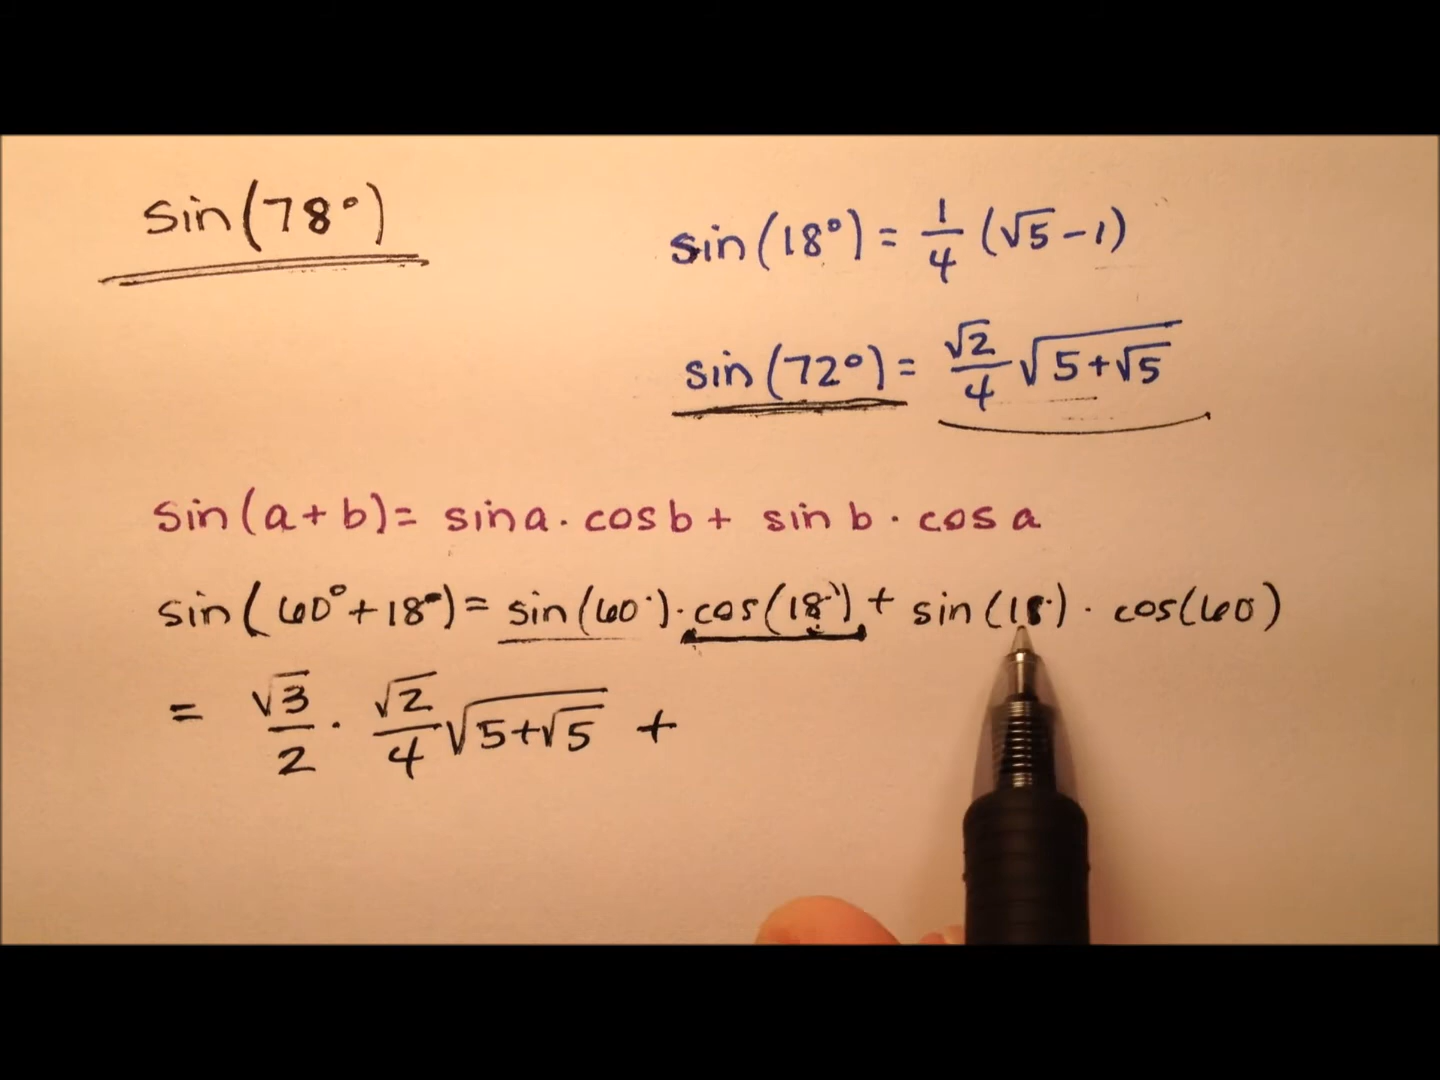 sin(78°)
sin(18°) = 1/4 (√5 - 1)
sin(72°) = √2/4 √(5+√5)
sin(a+b) = sin a · cos b + sin b · cos a
sin(60° + 18°) = sin(60°) · cos(18°) + sin(18°) · cos(60)
= √3/2 · √2/4 √(5+√5) +